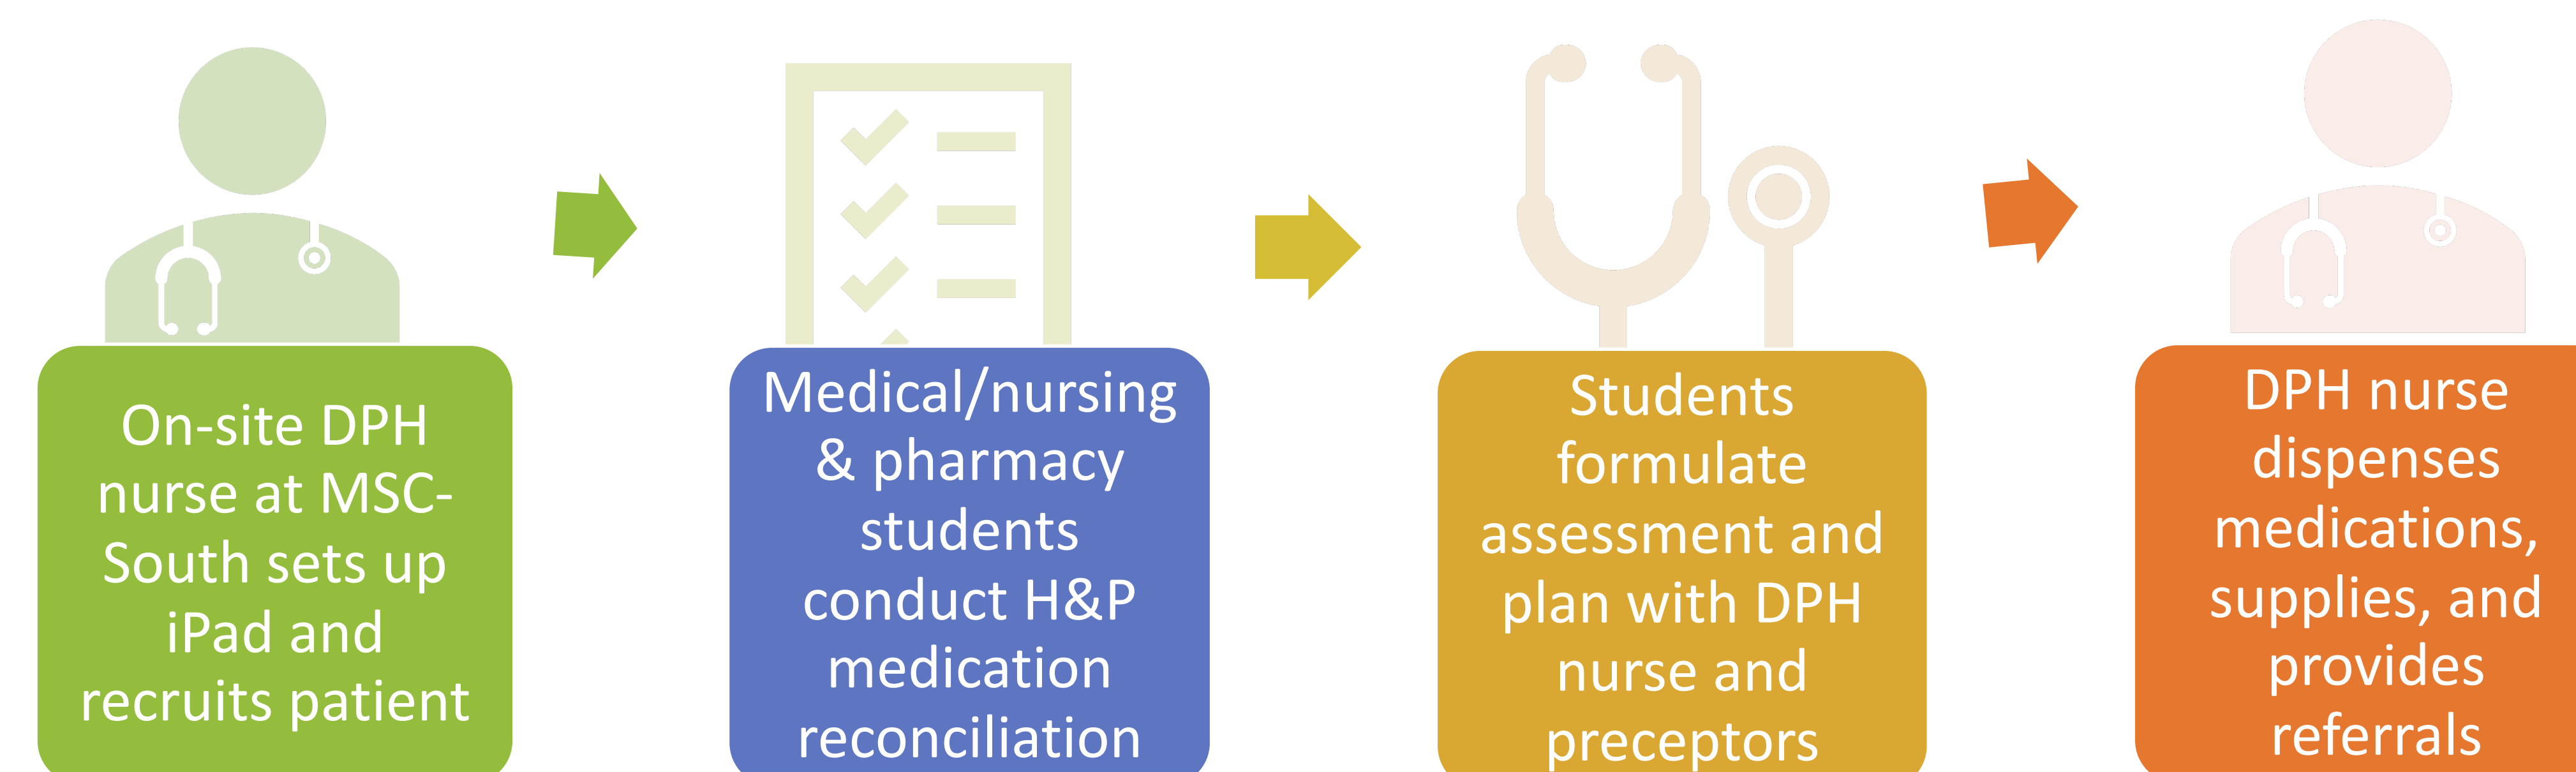 On-site DPH
nurse at MSC-
South sets up
iPad and
recruits patient
Medical/nursing
& pharmacy
students
conduct H&P
medication
reconciliation
Students
formulate
assessment and
plan with DPH
nurse and
preceptors
DPH nurse
dispenses
medications,
supplies, and
provides
referrals